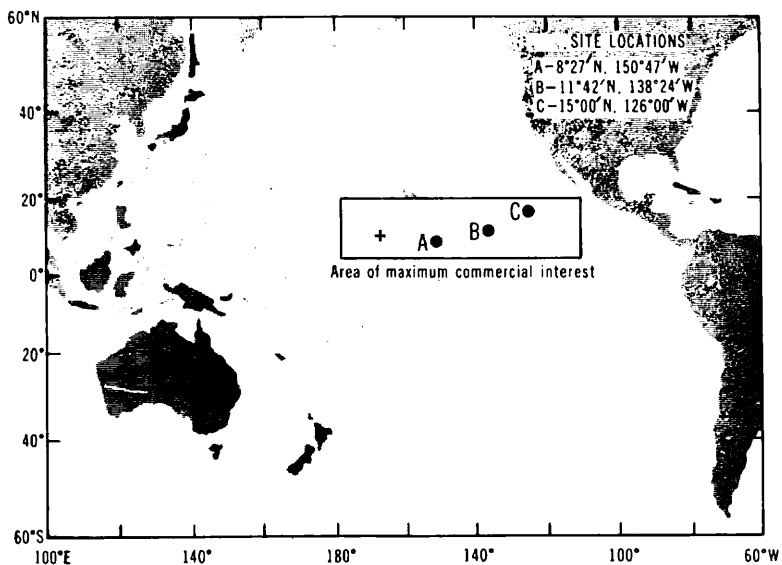 60°N
SITE LOCATIONS
A-8°27'N, 150°47'W
B-11°42'N, 138°24'W
C-15°00'N, 126°00'W
40°
20°
C
B
+
A
Area of maximum commercial interest
0°
20°
40°
60°S
100°E 140° 180° 140° 100° 60°W